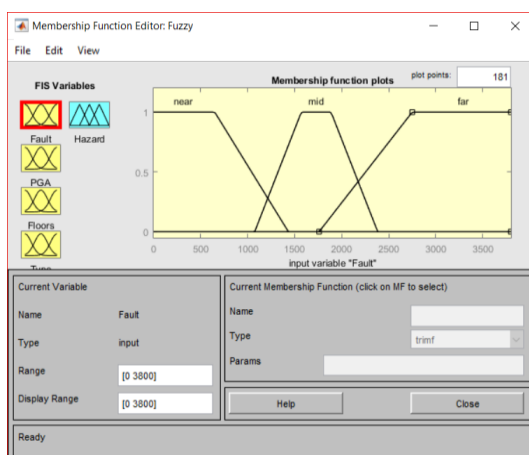 Membership Function Editor: Fuzzy
File Edit View
FIS Variables
Fault Hazard
PGA
Floors
Type
Membership function plots
plot points: 181
near mid far
1
0.5
0
0 500 1000 1500 2000 2500 3000 3500
input variable "Fault"
Current Variable
Name Fault
Type input
Range [0 3800]
Display Range [0 3800]
Current Membership Function (click on MF to select)
Name
Type trimf
Params
Help Close
Ready